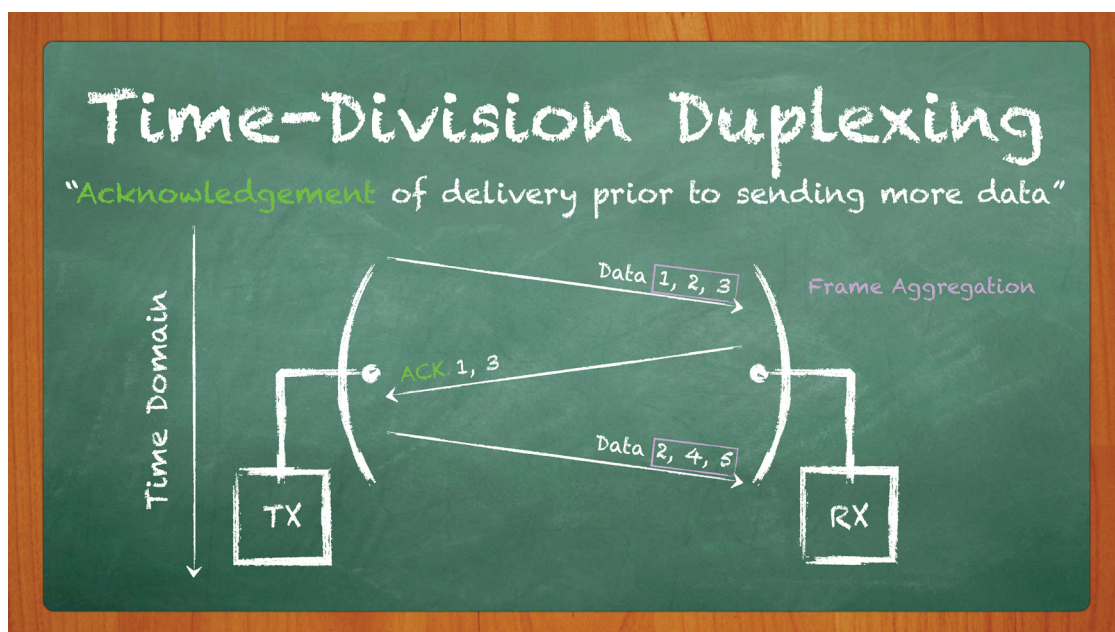 Time-Division Duplexing
"Acknowledgement of delivery prior to sending more data"
Time Domain
Data 1, 2, 3
Frame Aggregation
ACK 1, 3
Data 2, 4, 5
TX
RX